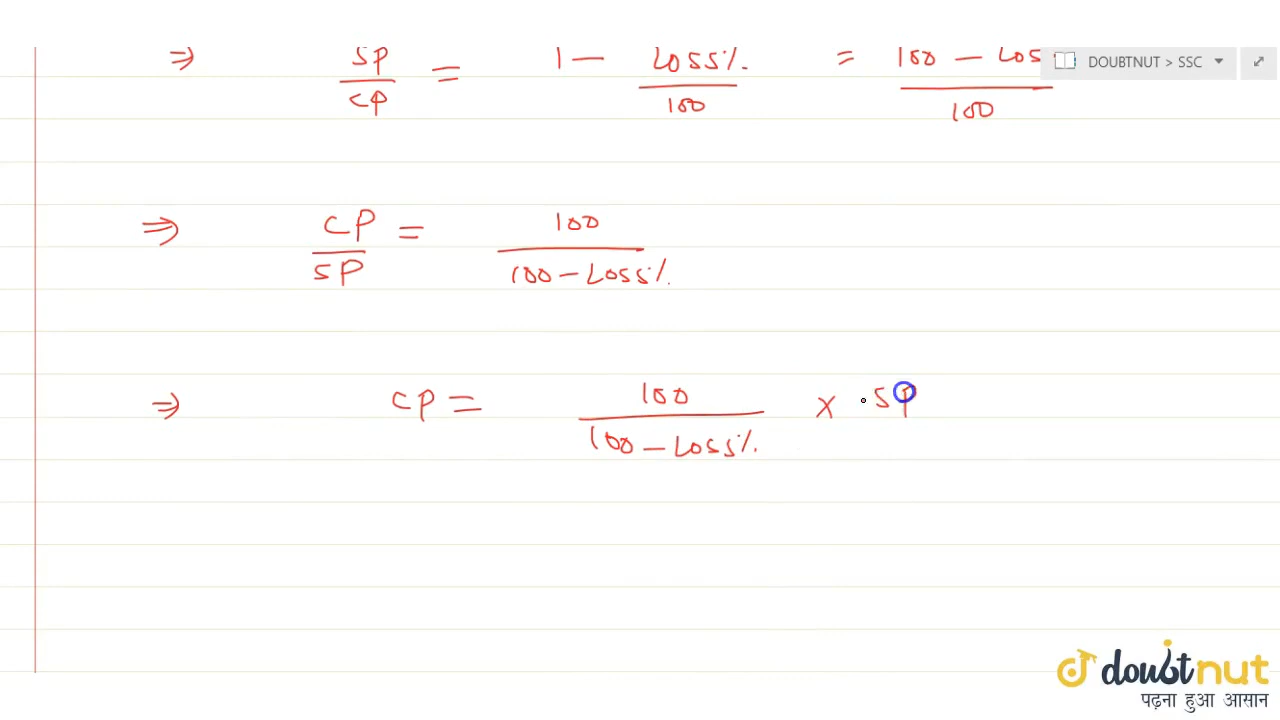 ⇒ SP/CP = 1 - Loss%/100 = 100 - Los/100
DOUBTNUT > SSC
⇒ CP/SP = 100/100 - Loss%
⇒ CP = 100/100 - Loss% × SP
doubtnut
पढ़ना हुआ आसान